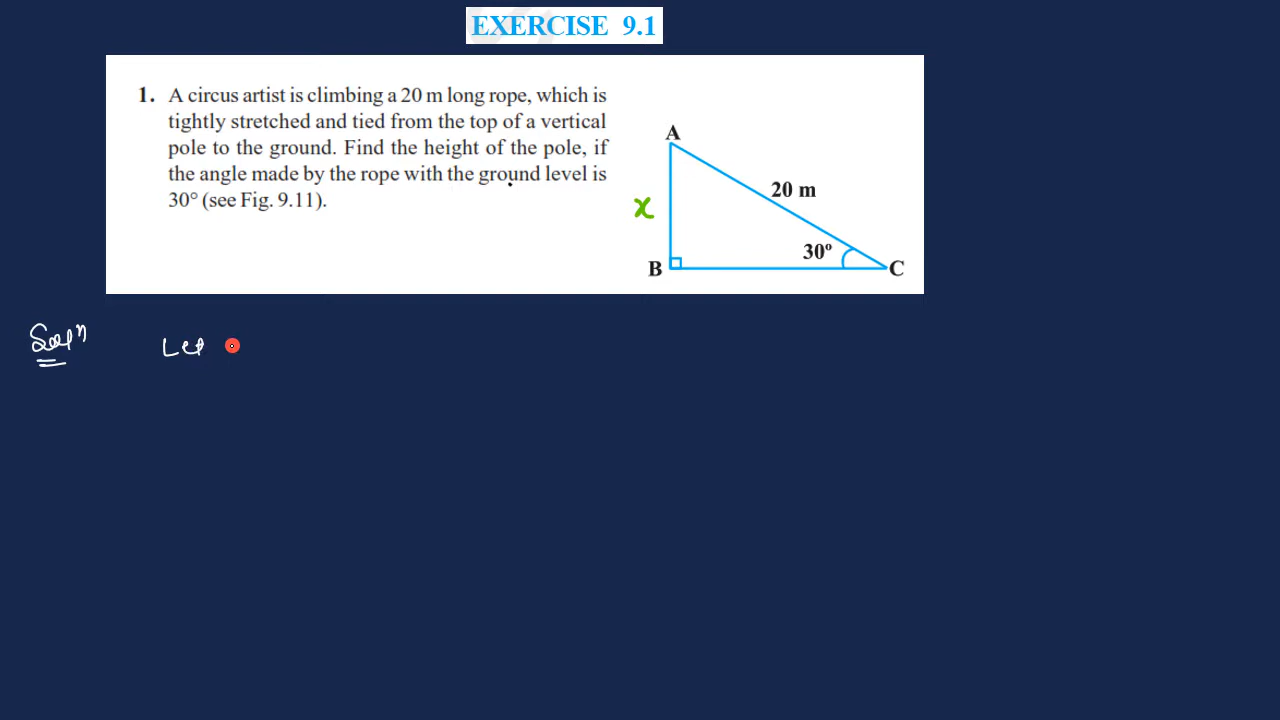 EXERCISE 9.1
1. A circus artist is climbing a 20 m long rope, which is
tightly stretched and tied from the top of a vertical
pole to the ground. Find the height of the pole, if
the angle made by the rope with the ground level is
30° (see Fig. 9.11).
A
20 m
x
30°
B
C
Solⁿ
Let